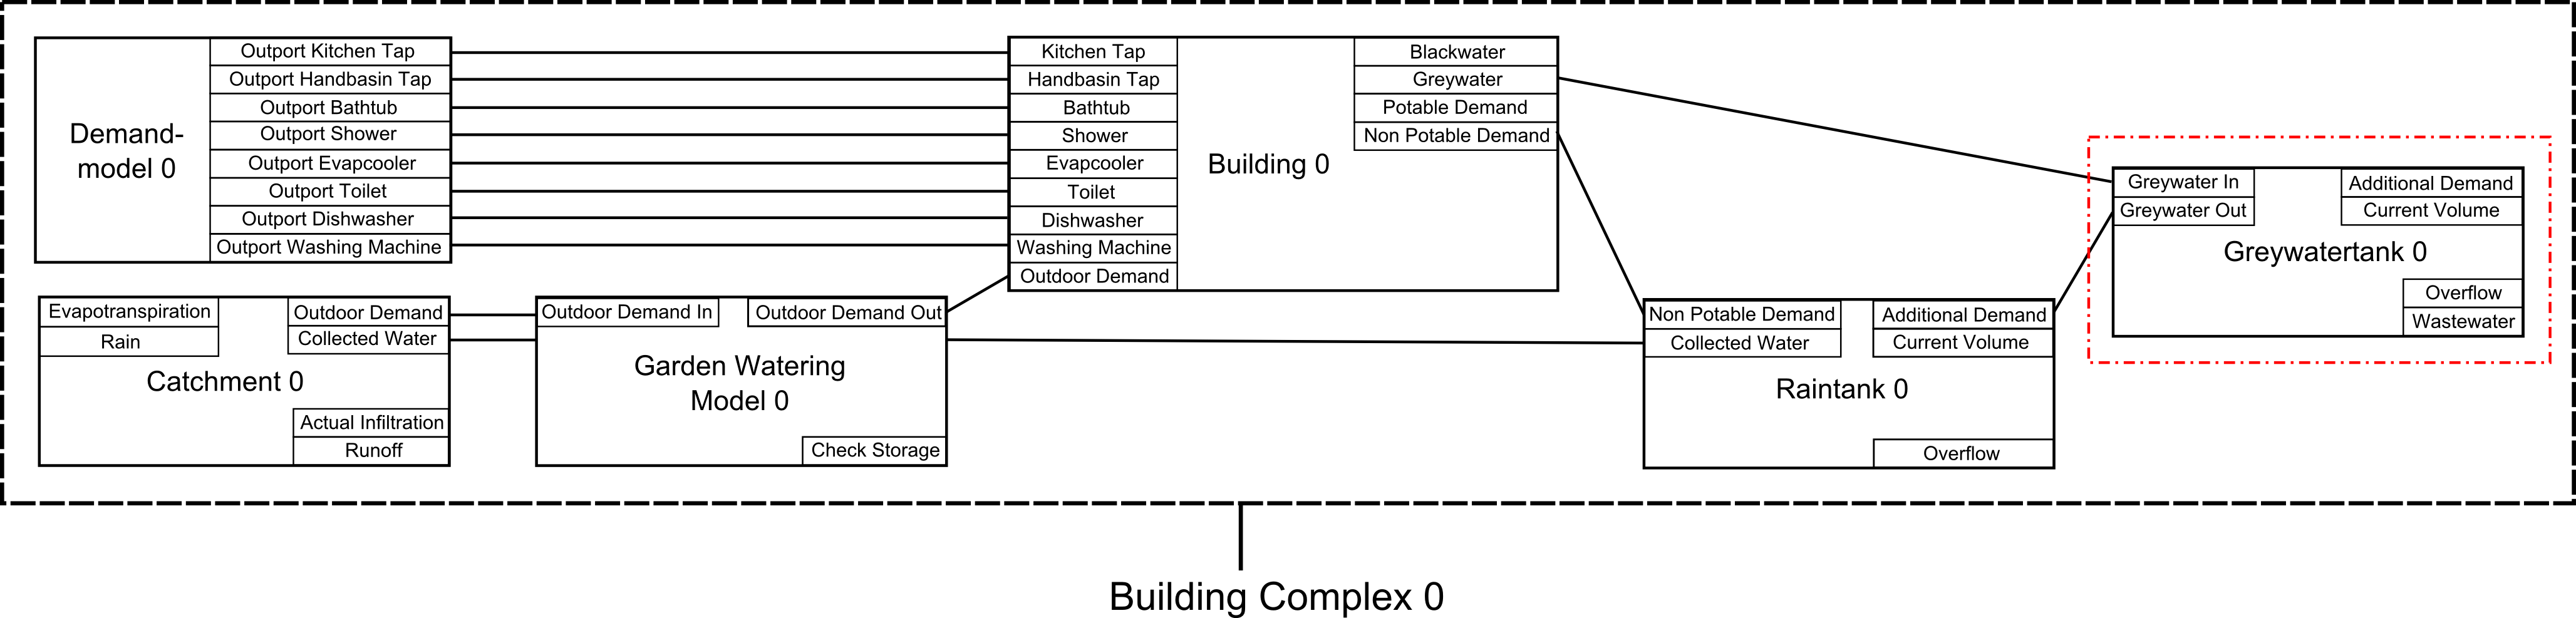 Demand-
model 0
Outport Kitchen Tap
Outport Handbasin Tap
Outport Bathtub
Outport Shower
Outport Evapcooler
Outport Toilet
Outport Dishwasher
Outport Washing Machine
Kitchen Tap
Handbasin Tap
Bathtub
Shower
Evapcooler
Toilet
Dishwasher
Washing Machine
Outdoor Demand
Building 0
Blackwater
Greywater
Potable Demand
Non Potable Demand
Greywater In
Greywater Out
Additional Demand
Current Volume
Greywatertank 0
Overflow
Wastewater
Evapotranspiration
Rain
Outdoor Demand
Collected Water
Catchment 0
Actual Infiltration
Runoff
Outdoor Demand In
Outdoor Demand Out
Garden Watering
Model 0
Check Storage
Non Potable Demand
Collected Water
Additional Demand
Current Volume
Raintank 0
Overflow
Building Complex 0